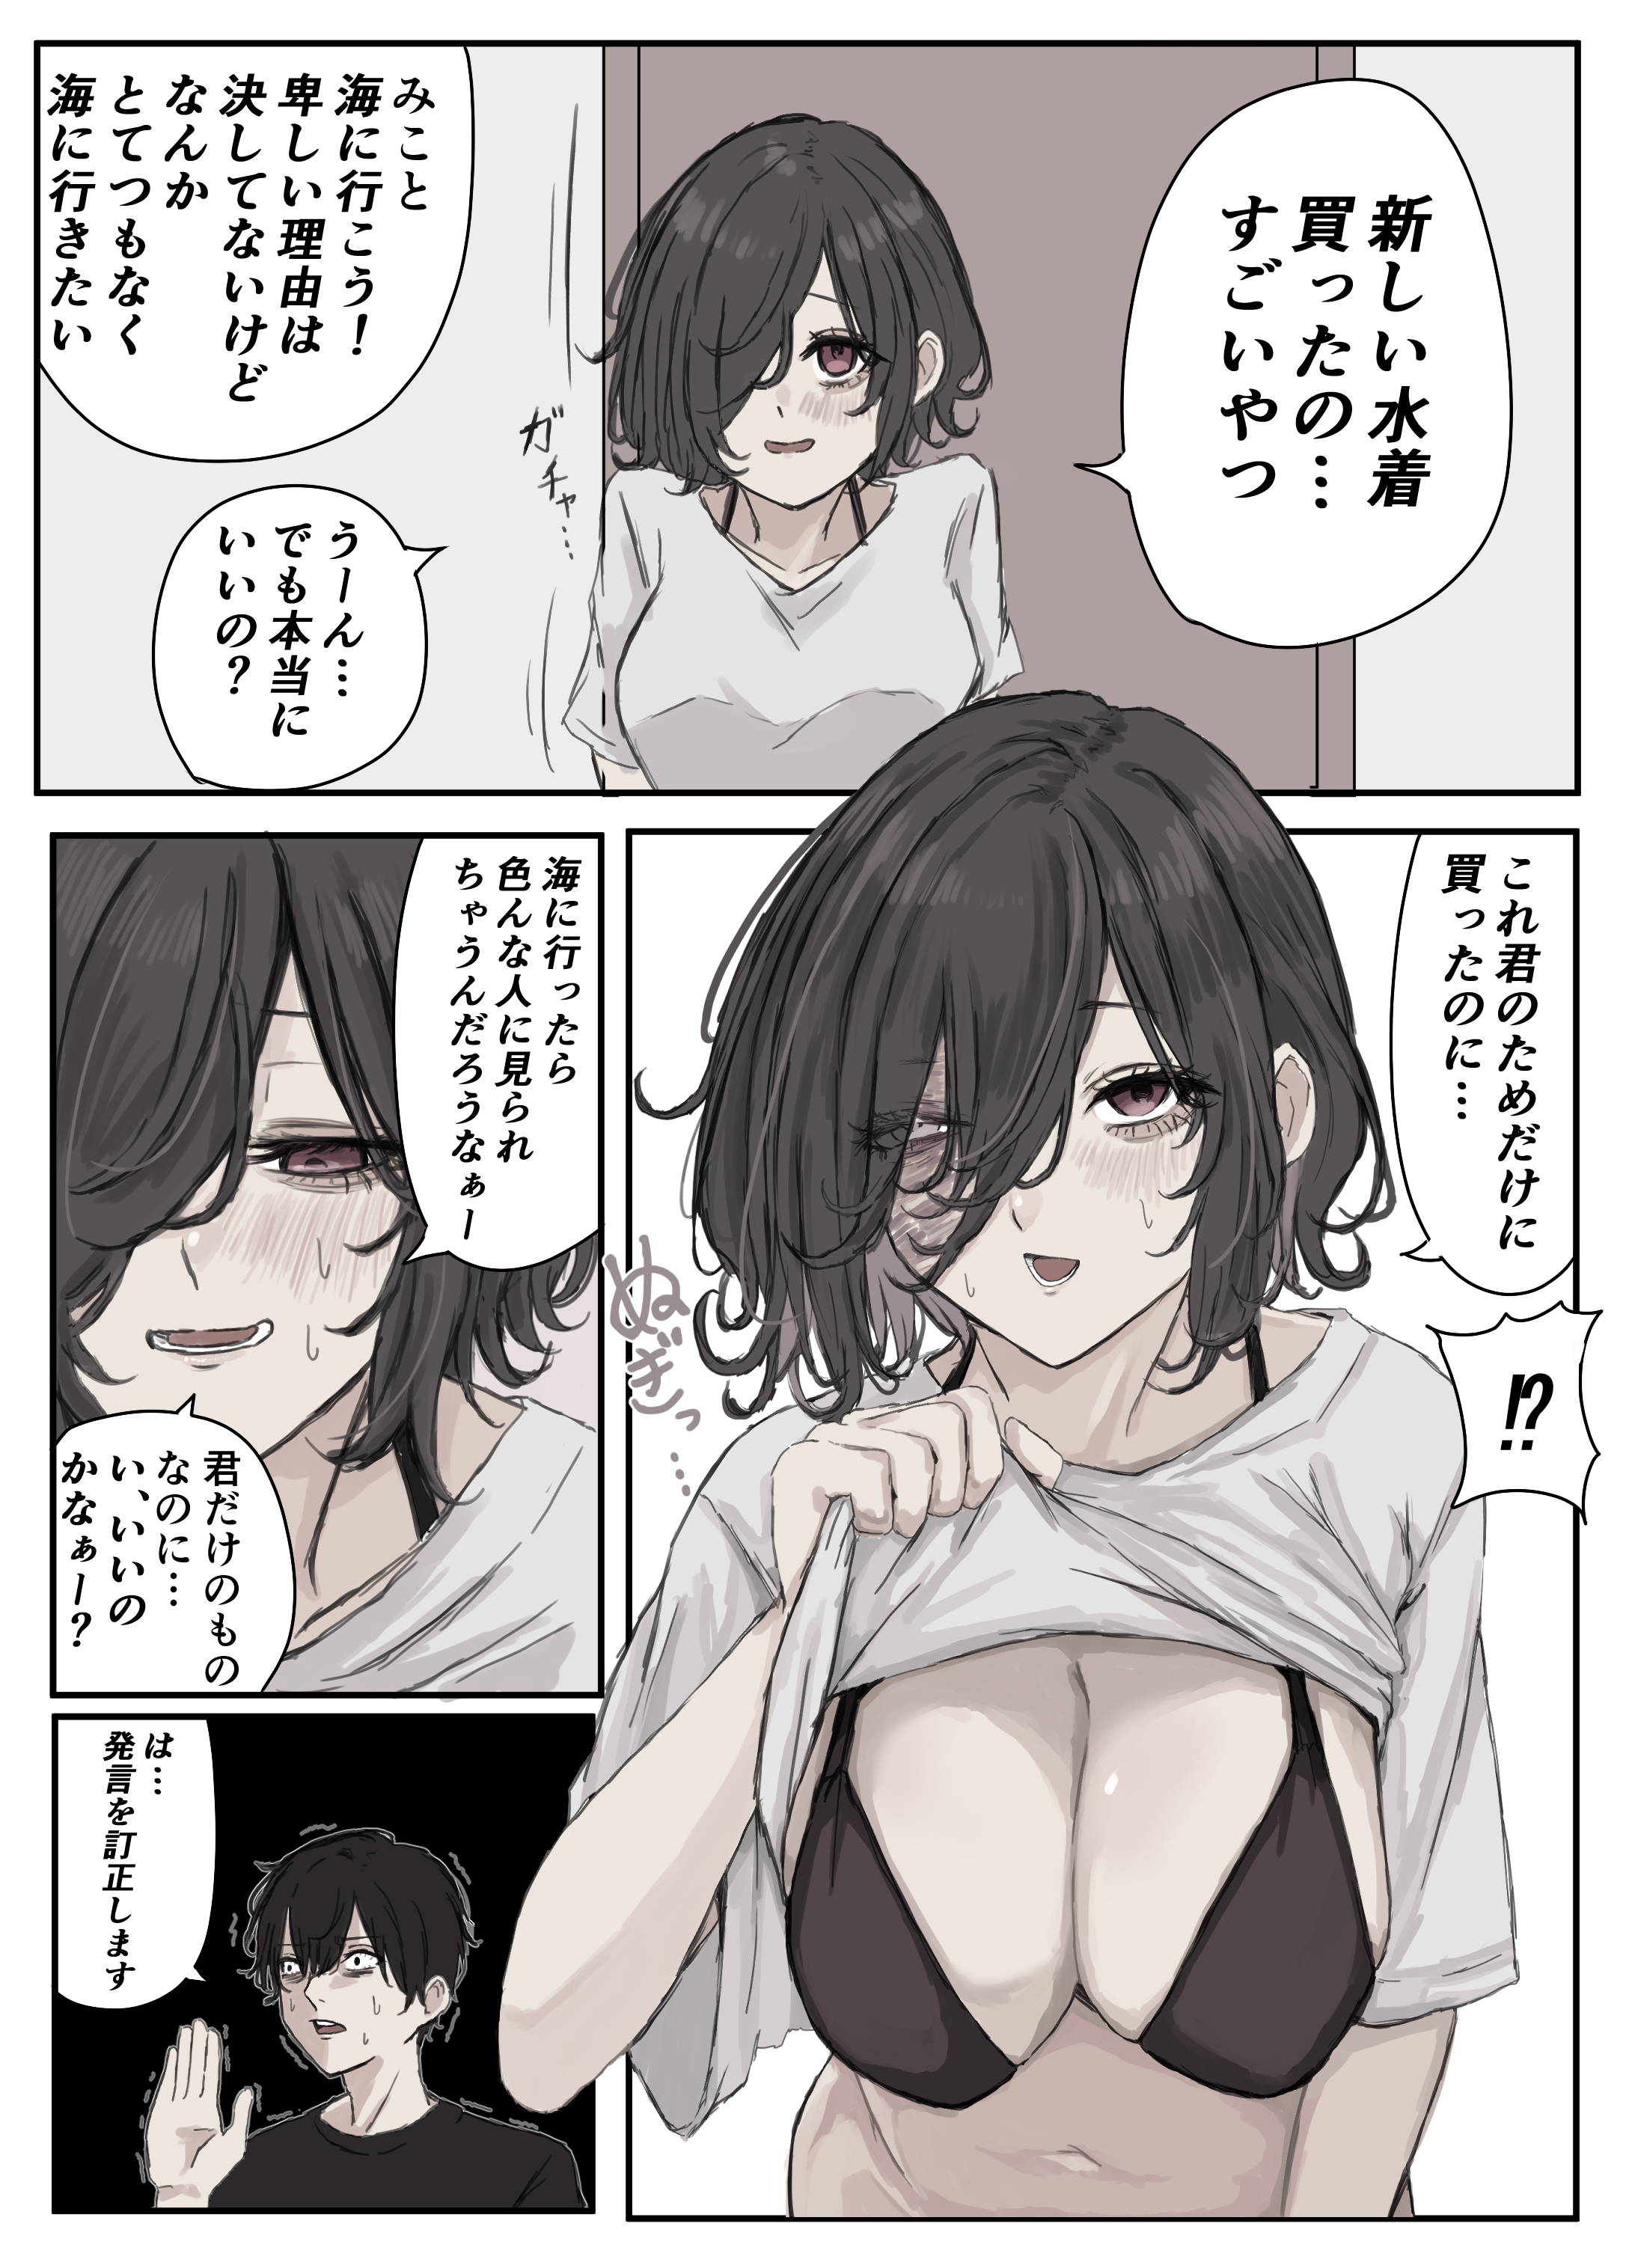 新しい水着
買ったの…
すごいやつ
みこと
海に行こう!
卑しい理由は
決してないけど
なんか
とてつもなく
海に行きたい
ガチャ…
うーん…
でも本当に
いいの?
これ君のためだけに
買ったのに…
!?
ぬぎっ…
海に行ったら
色んな人に見られ
ちゃうんだろうなぁー
君だけのもの
なのに…
い、いいの
かなぁー?
は…
発言を訂正します